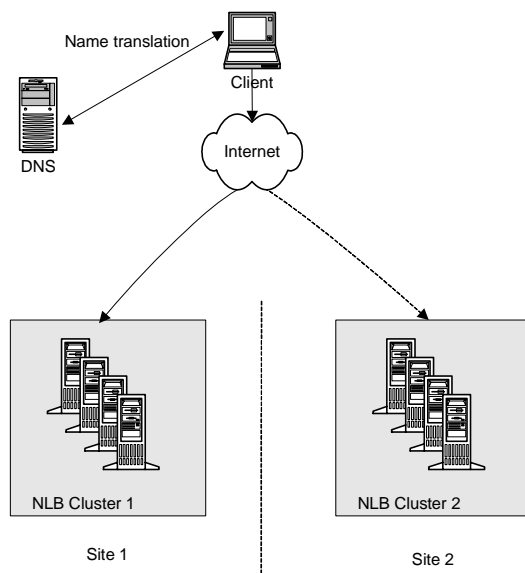 Name translation
Client
DNS
Internet
NLB Cluster 1
NLB Cluster 2
Site 1
Site 2